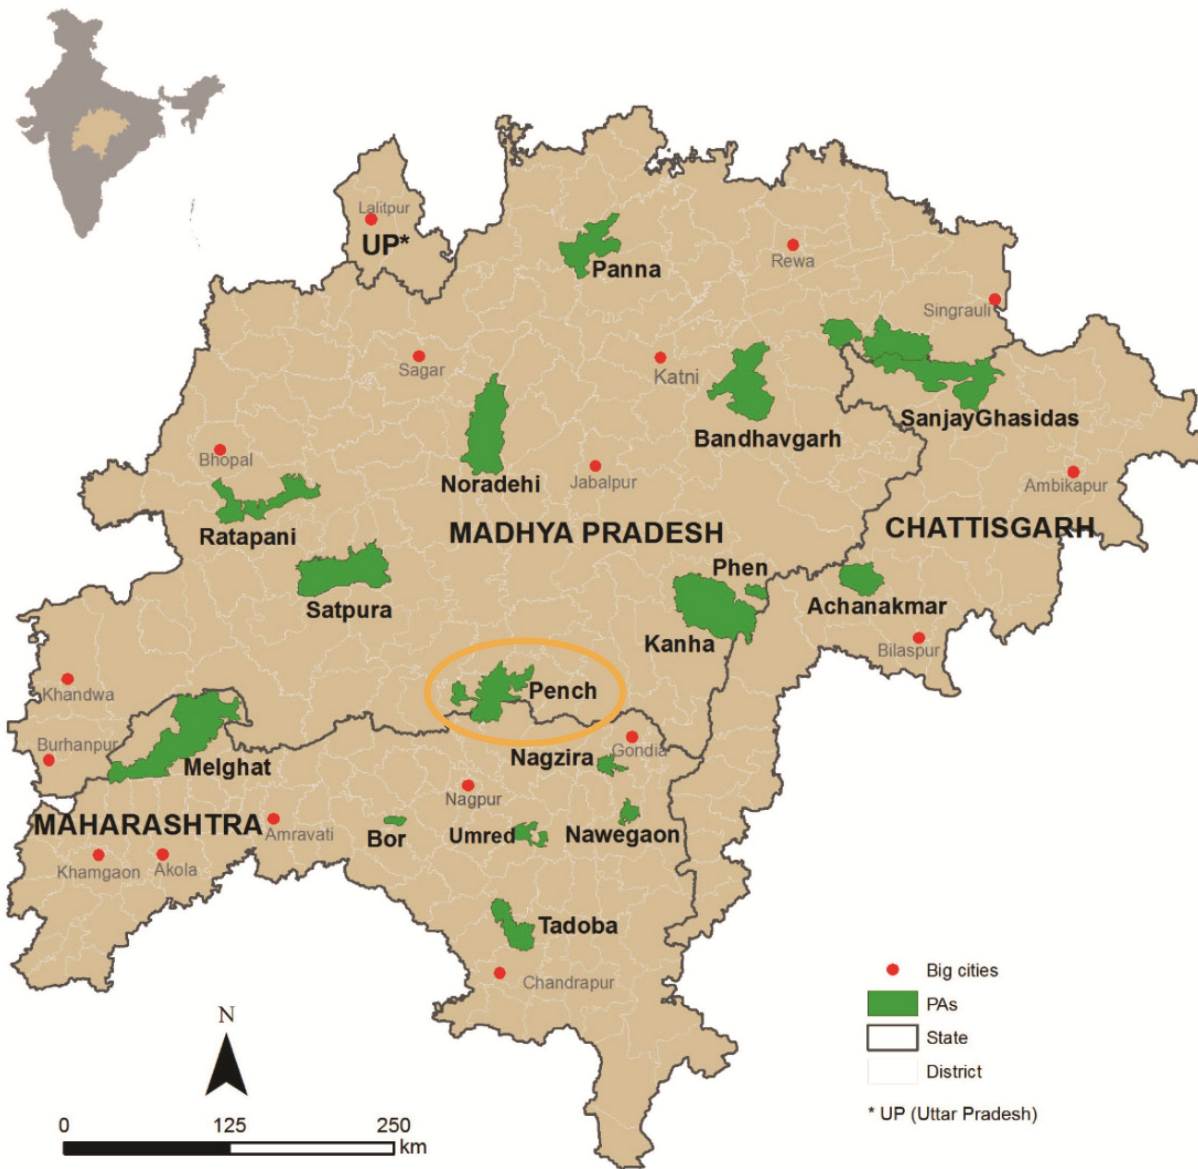 Lalitpur
UP*
Panna
Rewa
Singrauli
Sagar
Katni
SanjayGhasidas
Bandhavgarh
Bhopal
Noradehi
Jabalpur
Ambikapur
Ratapani
MADHYA PRADESH
CHATTISGARH
Phen
Satpura
Achanakmar
Kanha
Bilaspur
Khandwa
Pench
Burhanpur
Nagzira
Gondia
Melghat
Nagpur
MAHARASHTRA
Amravati
Bor
Umred
Nawegaon
Khamgaon
Akola
Tadoba
Chandrapur
Big cities
PAs
State
District
* UP (Uttar Pradesh)
N
0 125 250
km